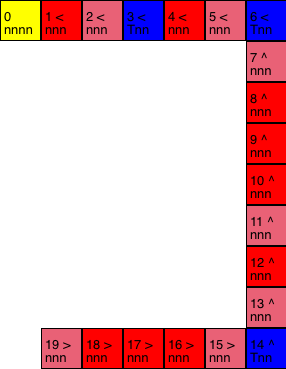 0 1 < 2 < 3 < 4 < 5 < 6 <
nnnn nnn nnn Tnn nnn nnn Tnn
7 ^
nnn
8 ^
nnn
9 ^
nnn
10 ^
nnn
11 ^
nnn
12 ^
nnn
13 ^
nnn
19 > 18 > 17 > 16 > 15 > 14 ^
nnn nnn nnn nnn nnn Tnn